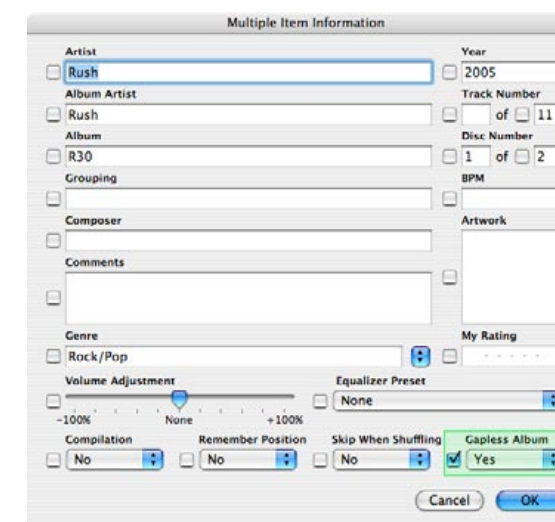 Multiple Item Information
Artist Year
Rush 2005
Album Artist Track Number
Rush of 11
Album Disc Number
R30 1 of 2
Grouping BPM
Composer Artwork
Comments
Genre My Rating
Rock/Pop
Volume Adjustment Equalizer Preset
None
-100% None +100%
Compilation Remember Position Skip When Shuffling Gapless Album
No No No Yes
Cancel OK